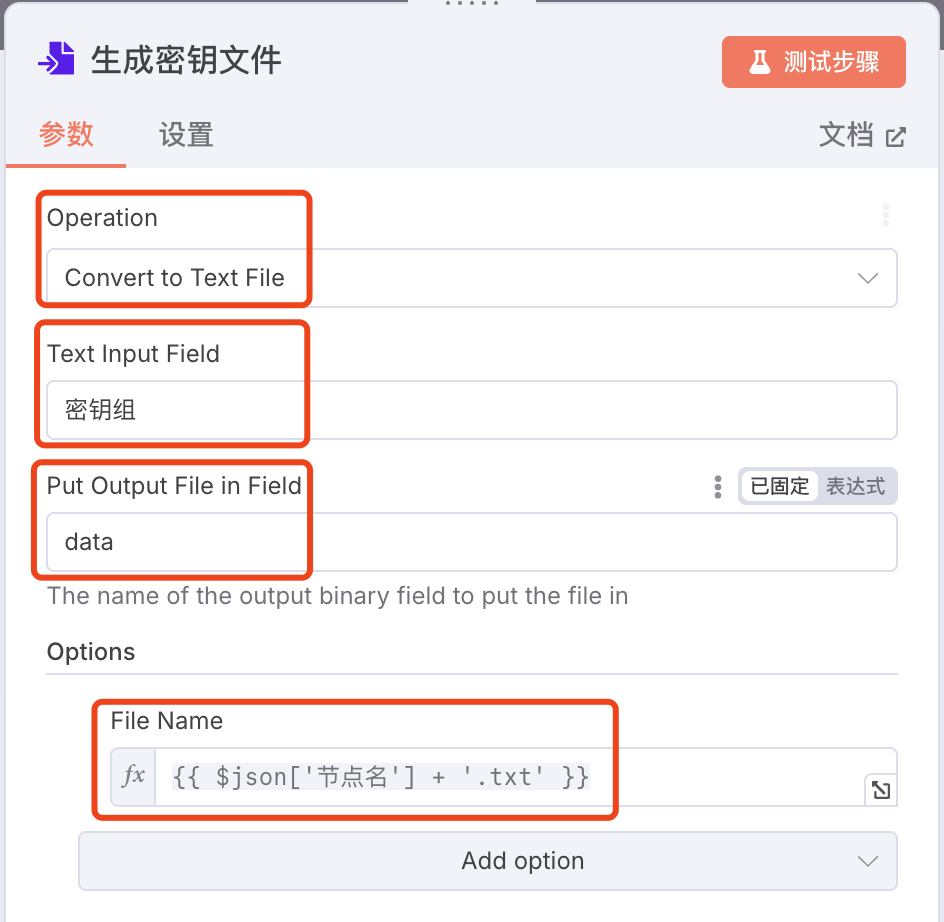 生成密钥文件
测试步骤
参数
设置
文档
Operation
Convert to Text File
Text Input Field
密钥组
Put Output File in Field
已固定
表达式
data
The name of the output binary field to put the file in
Options
File Name
fx
{{ $json['节点名'] + '.txt' }}
Add option